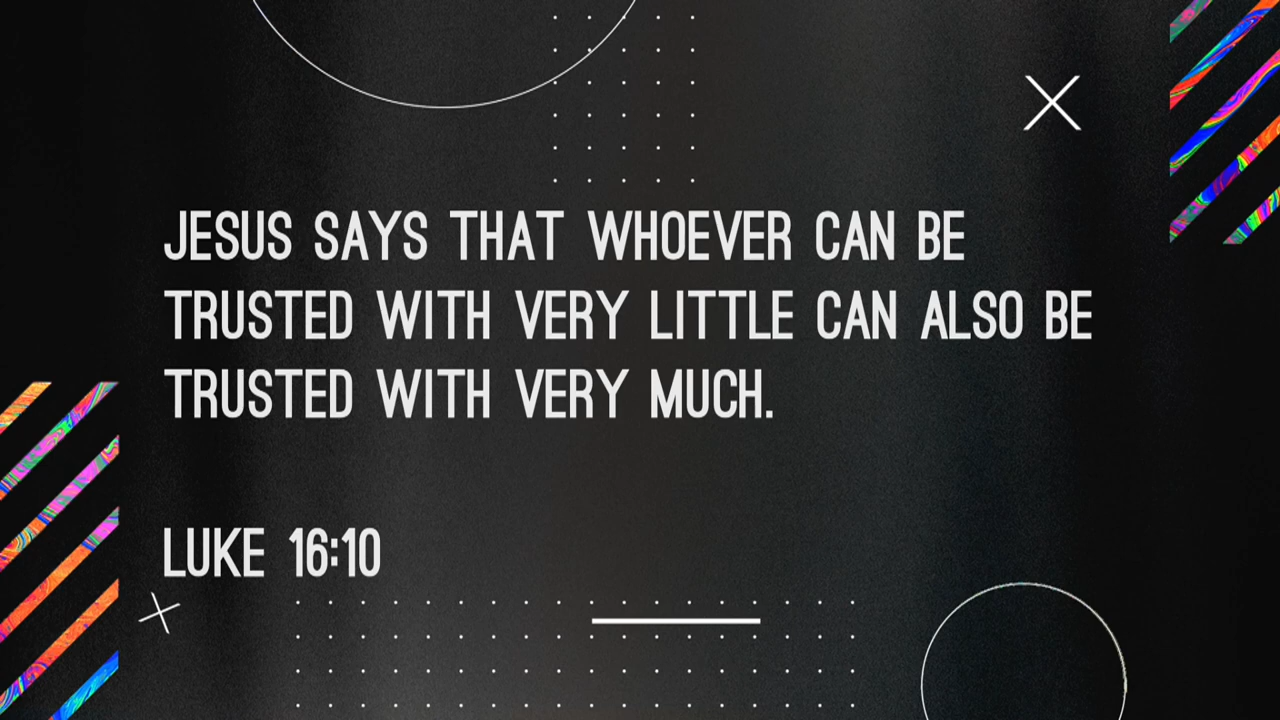 JESUS SAYS THAT WHOEVER CAN BE
TRUSTED WITH VERY LITTLE CAN ALSO BE
TRUSTED WITH VERY MUCH.
LUKE 16:10